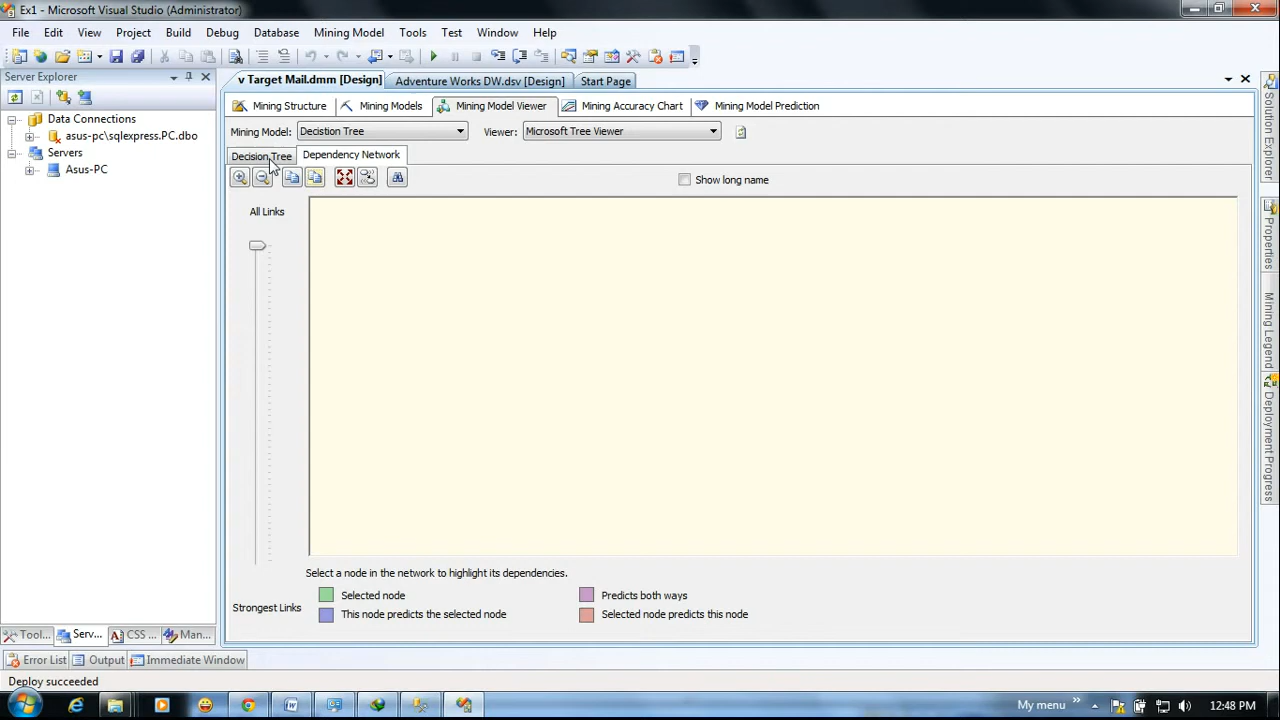 Ex1 - Microsoft Visual Studio (Administrator)
File Edit View Project Build Debug Database Mining Model Tools Test Window Help
Server Explorer
Data Connections
asus-pc\sqlexpress.PC.dbo
Servers
Asus-PC
v Target Mail.dmm [Design] Adventure Works DW.dsv [Design] Start Page
Mining Structure Mining Models Mining Model Viewer Mining Accuracy Chart Mining Model Prediction
Mining Model: Decision Tree Viewer: Microsoft Tree Viewer
Decision Tree Dependency Network
Show long name
All Links
Select a node in the network to highlight its dependencies.
Selected node Predicts both ways
Strongest Links
This node predicts the selected node Selected node predicts this node
Solution Explorer
Properties
Mining Legend
Deployment Progress
Tool... Serv... CSS ... Man...
Error List Output Immediate Window
Deploy succeeded
My menu 12:48 PM